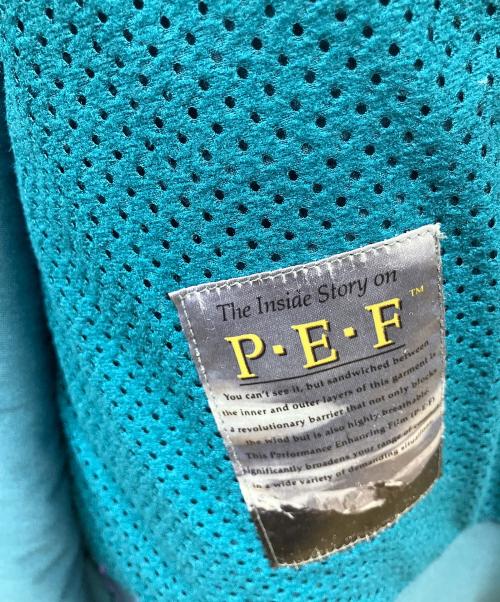 The Inside Story on
P·E·F™
You can't see it, but sandwiched between
the inner and outer layers of this garment is
a revolutionary barrier that not only blocks
the wind but is also highly breathable.
This Performance Enhancing Film (P·E·F)
significantly broadens your range of comfort
in a wide variety of demanding situations.